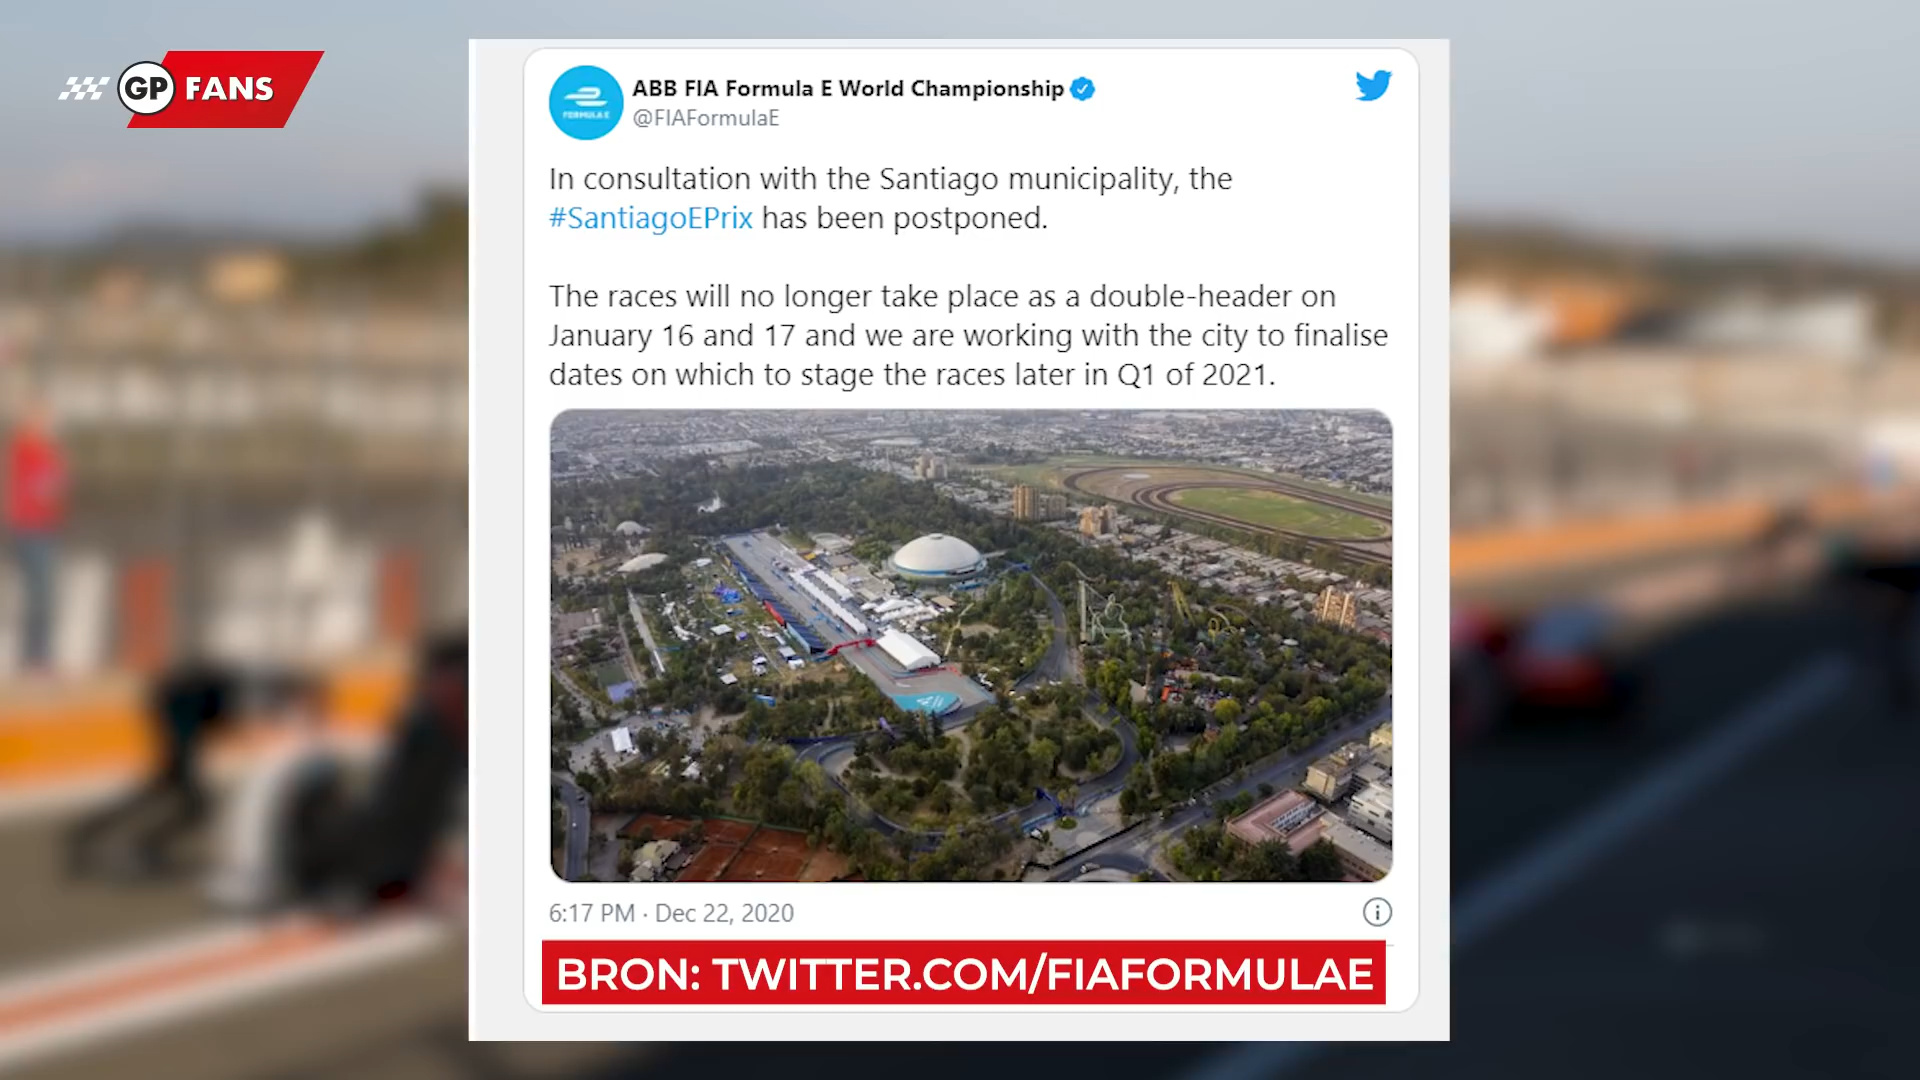 GP FANS
ABB FIA Formula E World Championship
@FIAFormulaE
FORMULA E
In consultation with the Santiago municipality, the
#SantiagoEPrix has been postponed.
The races will no longer take place as a double-header on
January 16 and 17 and we are working with the city to finalise
dates on which to stage the races later in Q1 of 2021.
6:17 PM · Dec 22, 2020
BRON: TWITTER.COM/FIAFORMULAE